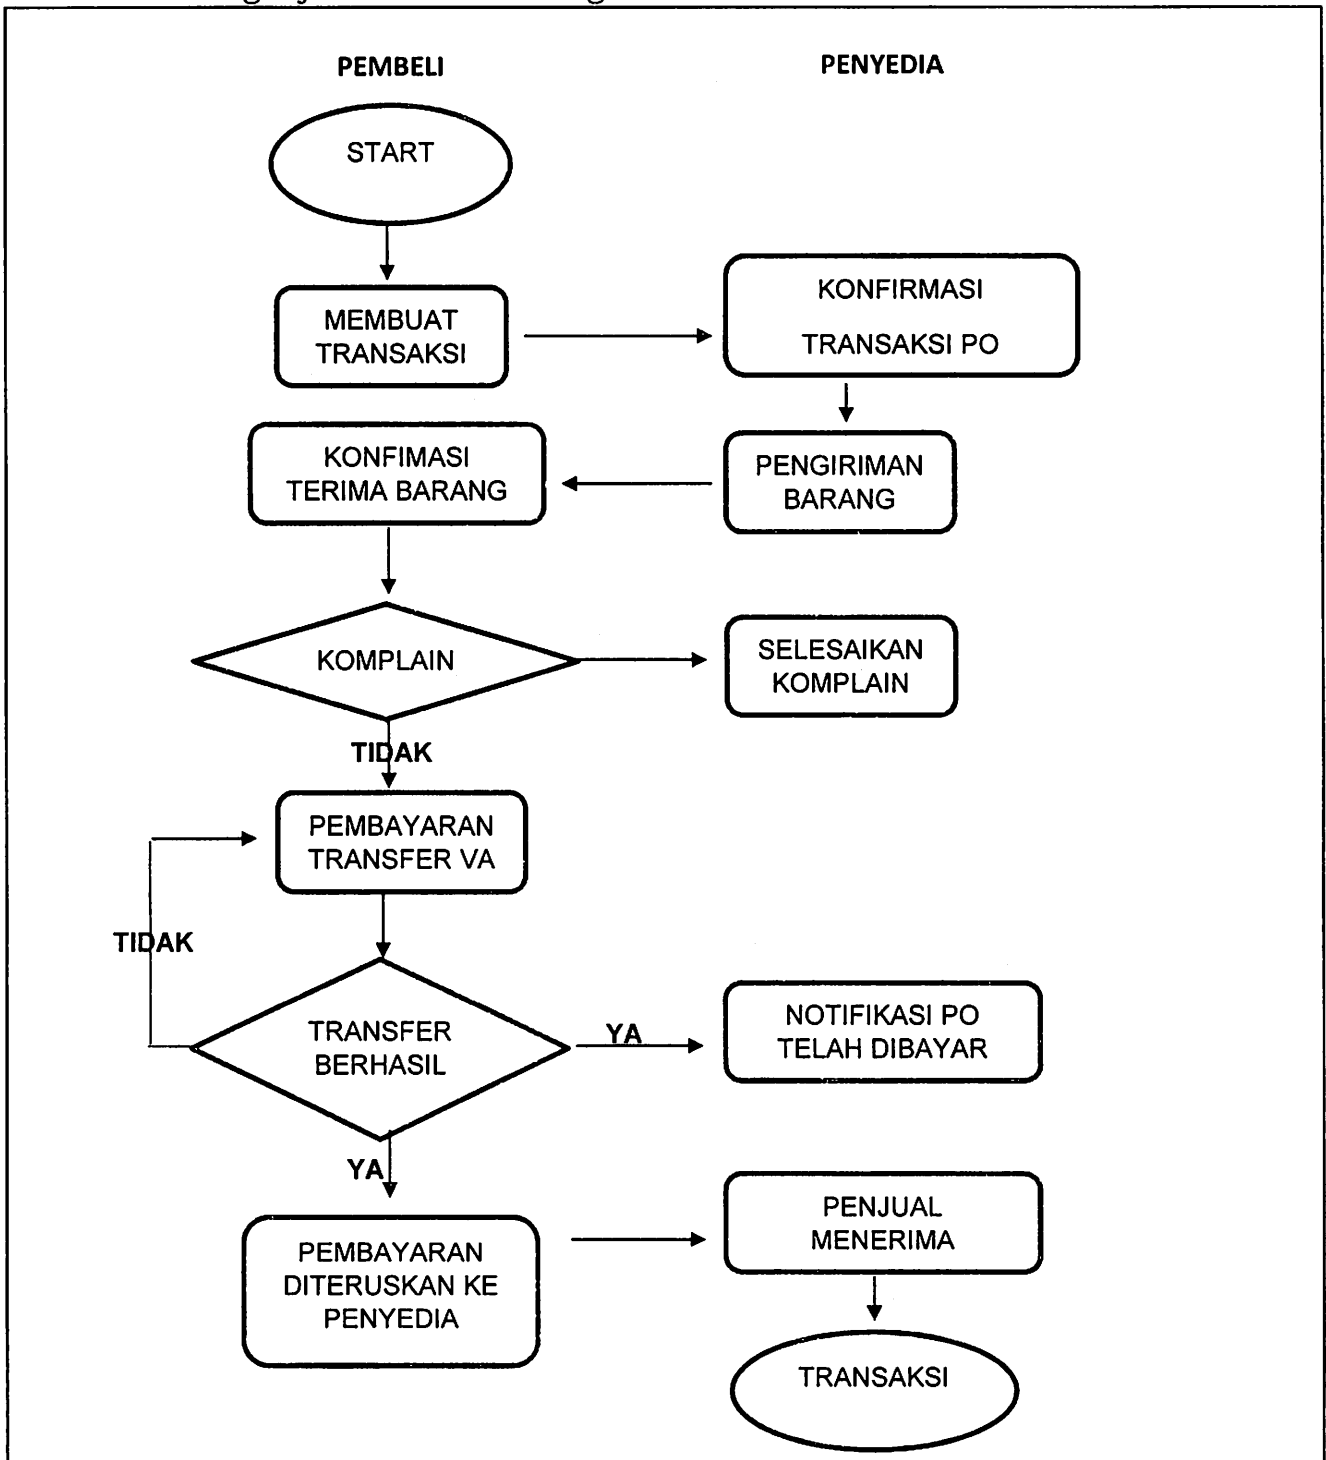 PEMBELI
PENYEDIA
START
MEMBUAT
TRANSAKSI
KONFIRMASI
TRANSAKSI PO
KONFIMASI
TERIMA BARANG
PENGIRIMAN
BARANG
KOMPLAIN
SELESAIKAN
KOMPLAIN
TIDAK
PEMBAYARAN
TRANSFER VA
TIDAK
TRANSFER
BERHASIL
YA
NOTIFIKASI PO
TELAH DIBAYAR
YA
PEMBAYARAN
DITERUSKAN KE
PENYEDIA
PENJUAL
MENERIMA
TRANSAKSI